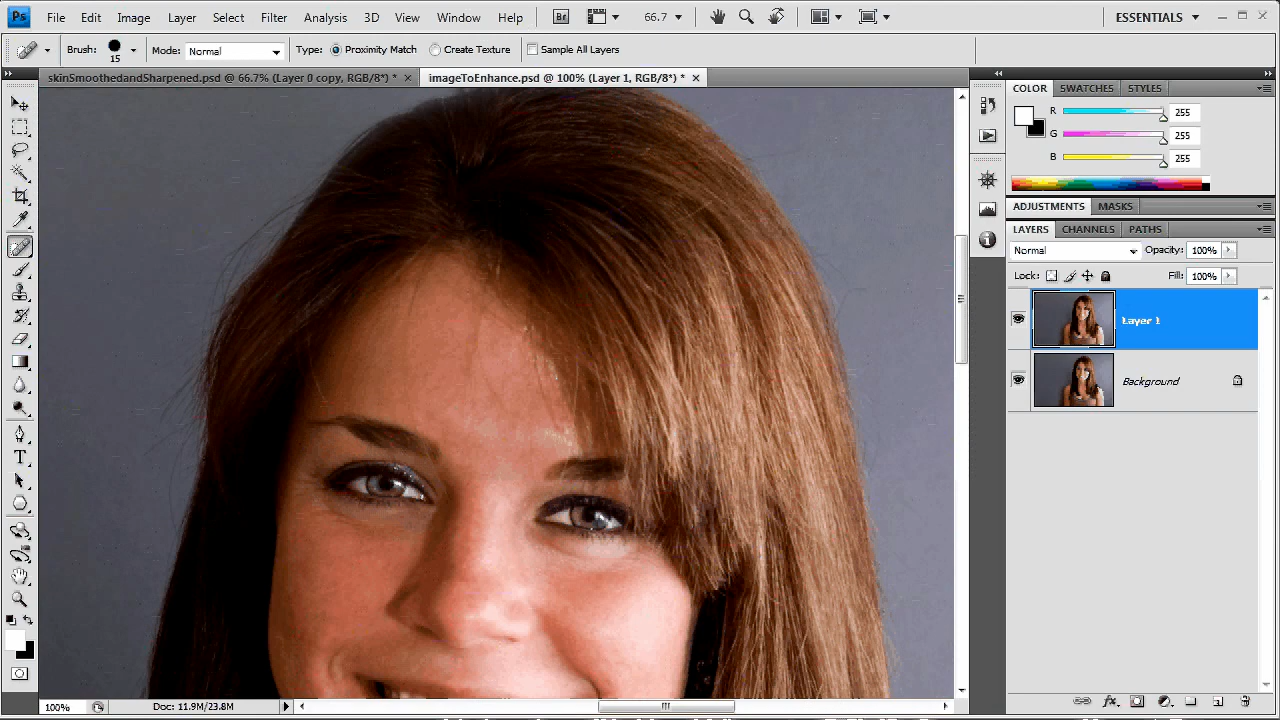 Ps File Edit Image Layer Select Filter Analysis 3D View Window Help Br 66.7 ESSENTIALS
Brush: 15 Mode: Normal Type: Proximity Match Create Texture Sample All Layers
skinSmoothedandSharpened.psd @ 66.7% (Layer 0 copy, RGB/8*) * imageToEnhance.psd @ 100% (Layer 1, RGB/8*) *
COLOR SWATCHES STYLES
R 255
G 255
B 255
ADJUSTMENTS MASKS
LAYERS CHANNELS PATHS
Normal Opacity: 100%
Lock: Fill: 100%
Layer 1
Background
100% Doc: 11.9M/23.8M